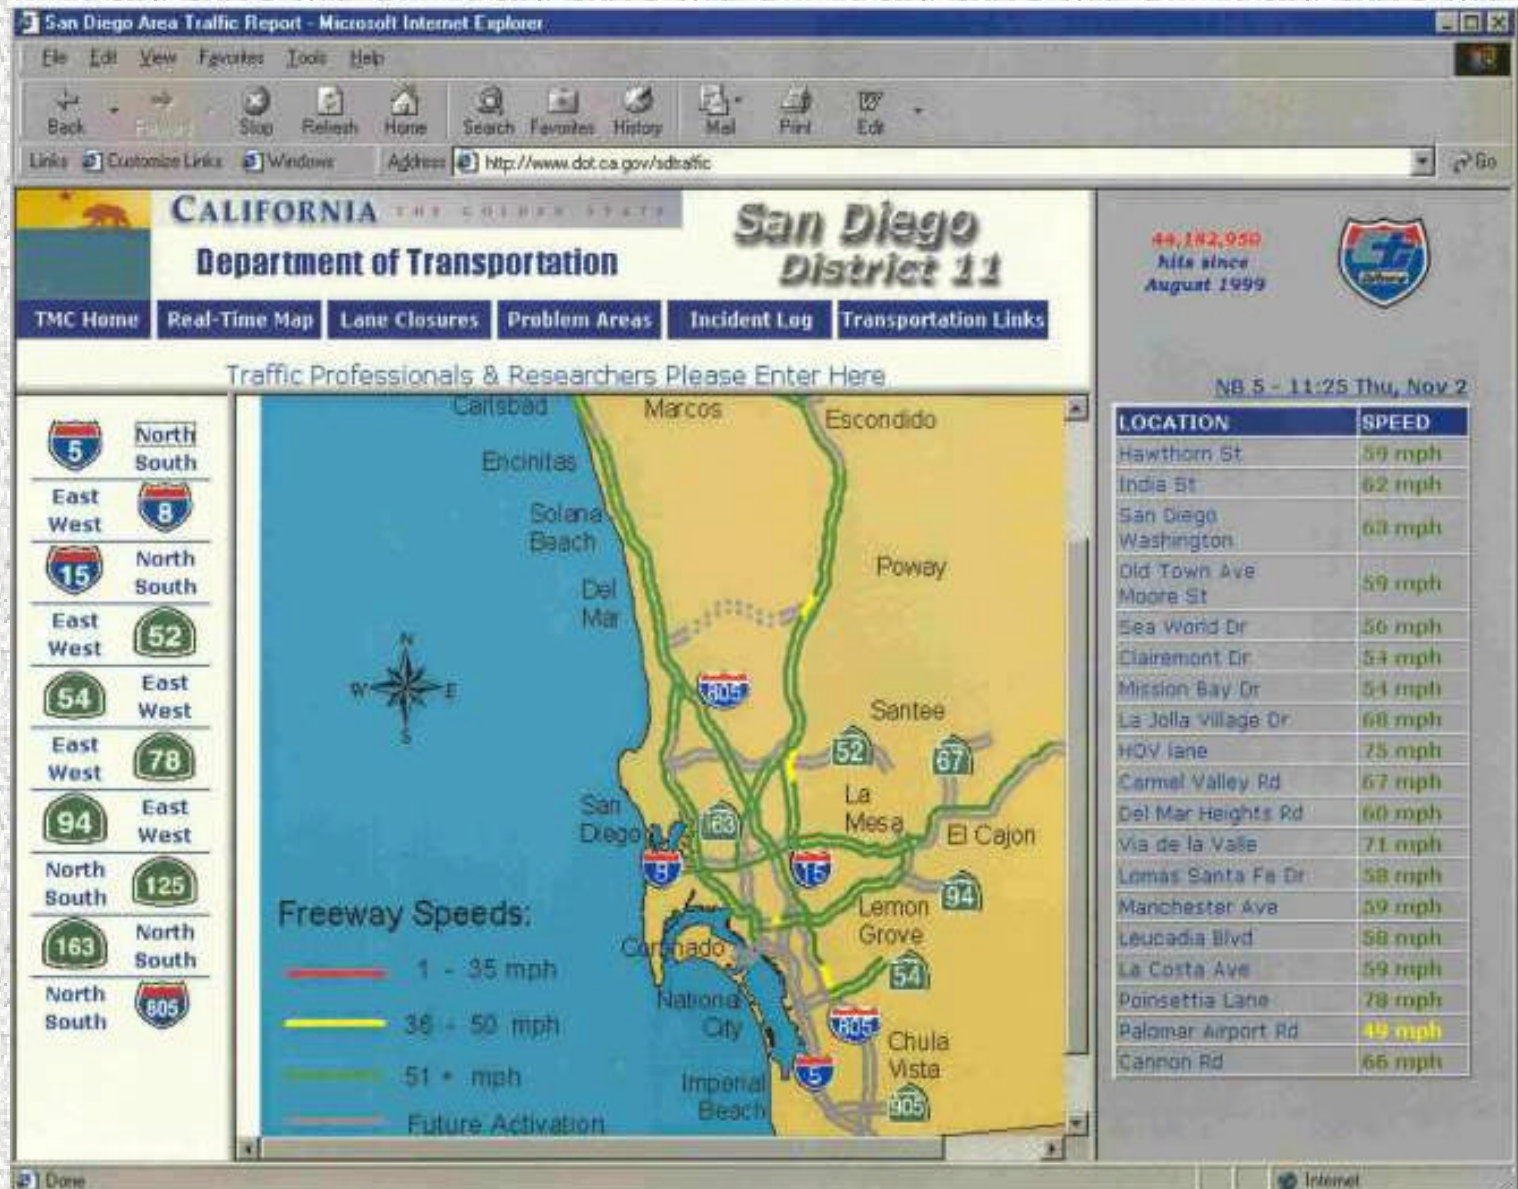 San Diego Area Traffic Report - Microsoft Internet Explorer
File Edit View Favorites Tools Help
Back Forward Stop Refresh Home Search Favorites History Mail Print Edit
Links Customize Links Windows Address http://www.dot.ca.gov/sdtraffic Go
CALIFORNIA THE GOLDEN STATE
Department of Transportation
San Diego
District 11
44,182,950
hits since
August 1999
TMC Home Real-Time Map Lane Closures Problem Areas Incident Log Transportation Links
Traffic Professionals & Researchers Please Enter Here
5 North
South
East
West 8
15 North
South
East
West 52
54 East
West
East
West 78
94 East
West
North
South 125
163 North
South
North
South 805
Carlsbad
Marcos
Escondido
Encinitas
Solana
Beach
Poway
Del
Mar
N
W E
S
805
Santee
52
67
San
Diego
163
La
Mesa
El Cajon
8
15
94
Lemon
Grove
Coronado
54
National
City
805
Chula
Vista
5
Imperial
Beach
905
Freeway Speeds:
1 - 35 mph
36 - 50 mph
51 + mph
Future Activation
NB 5 - 11:25 Thu, Nov 2
LOCATION SPEED
Hawthorn St 59 mph
India St 62 mph
San Diego
Washington 63 mph
Old Town Ave
Moore St 59 mph
Sea World Dr 56 mph
Clairemont Dr mph
Mission Bay Dr 54 mph
La Jolla Village Dr 68 mph
HOV lane 75 mph
Carmel Valley Rd 67 mph
Del Mar Heights Rd 60 mph
Via de la Valle 71 mph
Lomas Santa Fe Dr 58 mph
Manchester Ave 59 mph
Leucadia Blvd 58 mph
La Costa Ave 59 mph
Poinsettia Lane 78 mph
Palomar Airport Rd 49 mph
Cannon Rd 66 mph
Done Internet